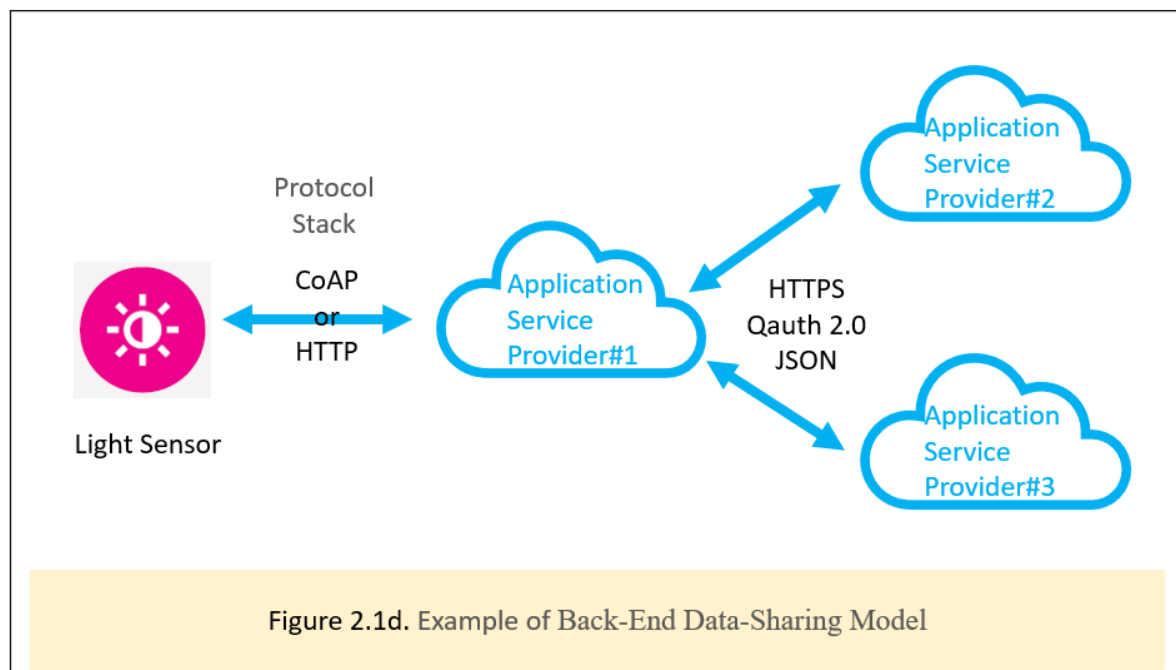 Protocol
Stack
CoAP
or
HTTP
Light Sensor
Application
Service
Provider#1
HTTPS
Qauth 2.0
JSON
Application
Service
Provider#2
Application
Service
Provider#3
Figure 2.1d. Example of Back-End Data-Sharing Model